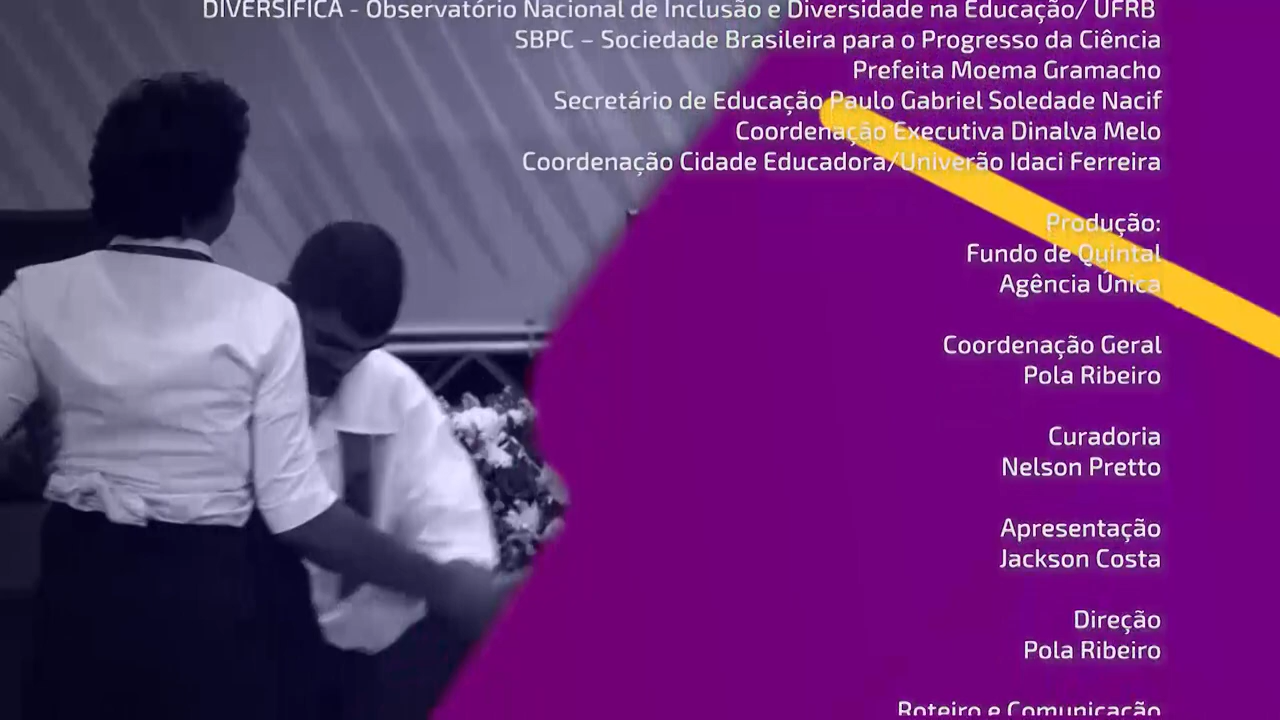 DIVERSIFICA - Observatório Nacional de Inclusão e Diversidade na Educação/ UFRB
SBPC – Sociedade Brasileira para o Progresso da Ciência
Prefeita Moema Gramacho
Secretário de Educação Paulo Gabriel Soledade Nacif
Coordenação Executiva Dinalva Melo
Coordenação Cidade Educadora/Univerão Idaci Ferreira
Produção:
Fundo de Quintal
Agência Única
Coordenação Geral
Pola Ribeiro
Curadoria
Nelson Pretto
Apresentação
Jackson Costa
Direção
Pola Ribeiro
Roteiro e Comunicação